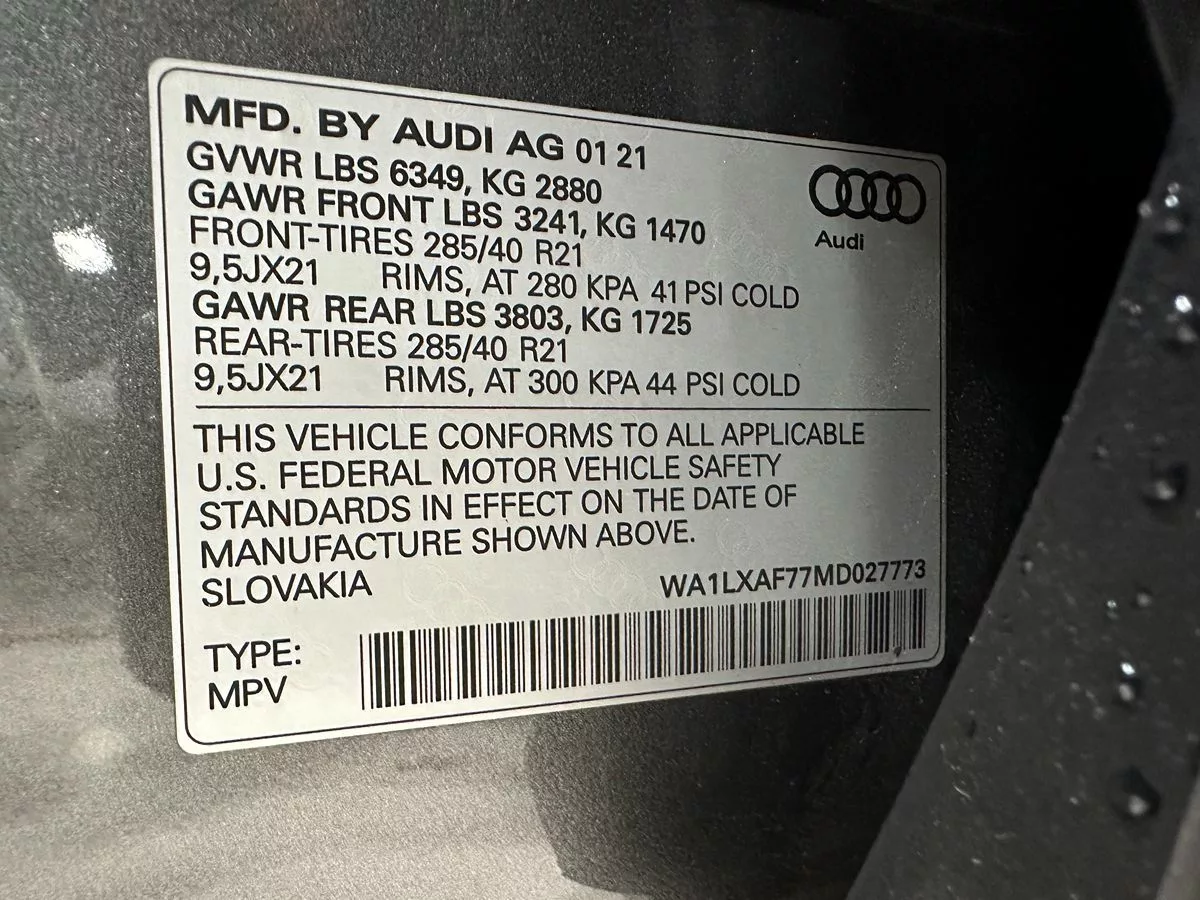 MFD. BY AUDI AG 01 21
GVWR LBS 6349, KG 2880
GAWR FRONT LBS 3241, KG 1470
FRONT-TIRES 285/40 R21
9,5JX21 RIMS, AT 280 KPA 41 PSI COLD
GAWR REAR LBS 3803, KG 1725
REAR-TIRES 285/40 R21
9,5JX21 RIMS, AT 300 KPA 44 PSI COLD
Audi
THIS VEHICLE CONFORMS TO ALL APPLICABLE
U.S. FEDERAL MOTOR VEHICLE SAFETY
STANDARDS IN EFFECT ON THE DATE OF
MANUFACTURE SHOWN ABOVE.
SLOVAKIA
WA1LXAF77MD027773
TYPE:
MPV